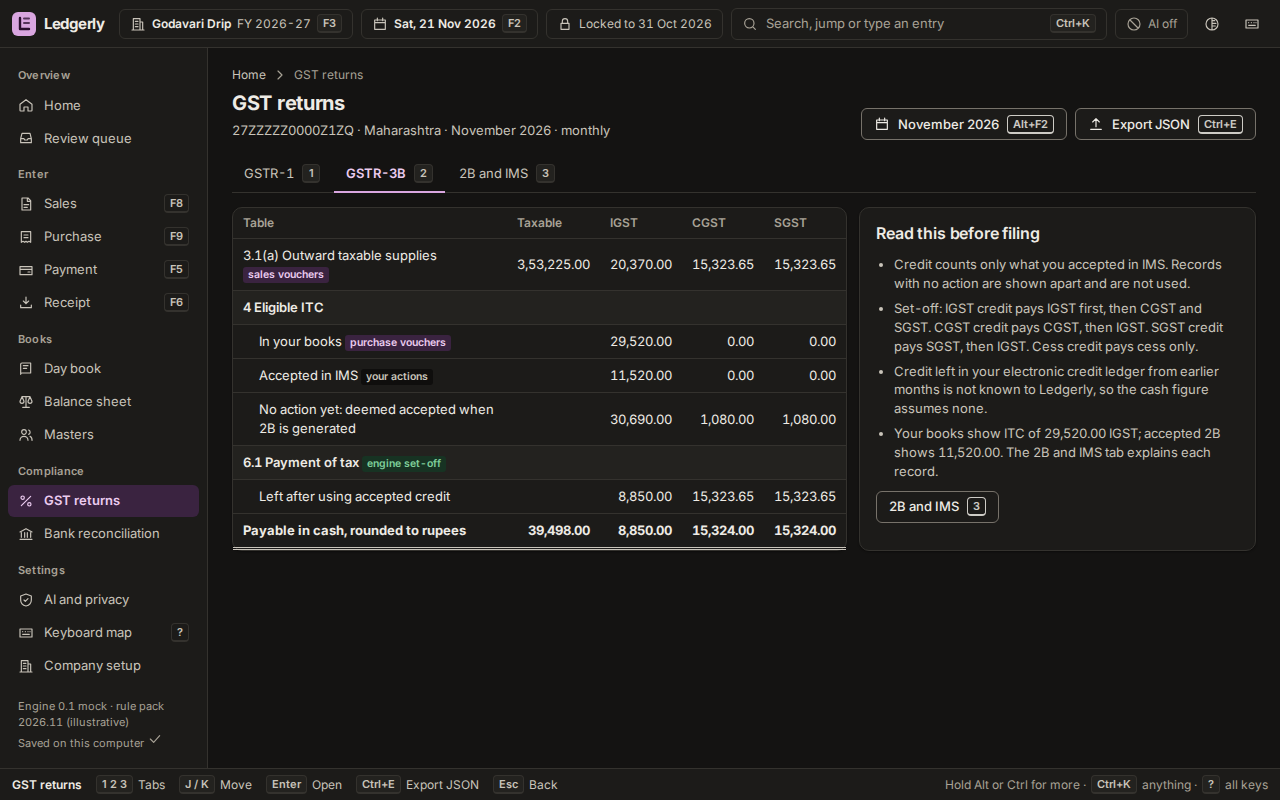 Ledgerly
Godavari Drip FY 2026-27 F3
Sat, 21 Nov 2026 F2
Locked to 31 Oct 2026
Search, jump or type an entry Ctrl+K
AI off
Overview
Home
Review queue
Enter
Sales F8
Purchase F9
Payment F5
Receipt F6
Books
Day book
Balance sheet
Masters
Compliance
GST returns
Bank reconciliation
Settings
AI and privacy
Keyboard map ?
Company setup
Engine 0.1 mock · rule pack
2026.11 (illustrative)
Saved on this computer
Home GST returns
GST returns
27ZZZZZ0000Z1ZQ · Maharashtra · November 2026 · monthly
November 2026 Alt+F2
Export JSON Ctrl+E
GSTR-1 1 GSTR-3B 2 2B and IMS 3
Table Taxable IGST CGST SGST
3.1(a) Outward taxable supplies
sales vouchers
3,53,225.00 20,370.00 15,323.65 15,323.65
4 Eligible ITC
In your books purchase vouchers 29,520.00 0.00 0.00
Accepted in IMS your actions 11,520.00 0.00 0.00
No action yet: deemed accepted when
2B is generated
30,690.00 1,080.00 1,080.00
6.1 Payment of tax engine set-off
Left after using accepted credit 8,850.00 15,323.65 15,323.65
Payable in cash, rounded to rupees 39,498.00 8,850.00 15,324.00 15,324.00
Read this before filing
• Credit counts only what you accepted in IMS. Records
with no action are shown apart and are not used.
• Set-off: IGST credit pays IGST first, then CGST and
SGST. CGST credit pays CGST, then IGST. SGST credit
pays SGST, then IGST. Cess credit pays cess only.
• Credit left in your electronic credit ledger from earlier
months is not known to Ledgerly, so the cash figure
assumes none.
• Your books show ITC of 29,520.00 IGST; accepted 2B
shows 11,520.00. The 2B and IMS tab explains each
record.
2B and IMS 3
GST returns 1 2 3 Tabs J / K Move Enter Open Ctrl+E Export JSON Esc Back
Hold Alt or Ctrl for more · Ctrl+K anything · ? all keys